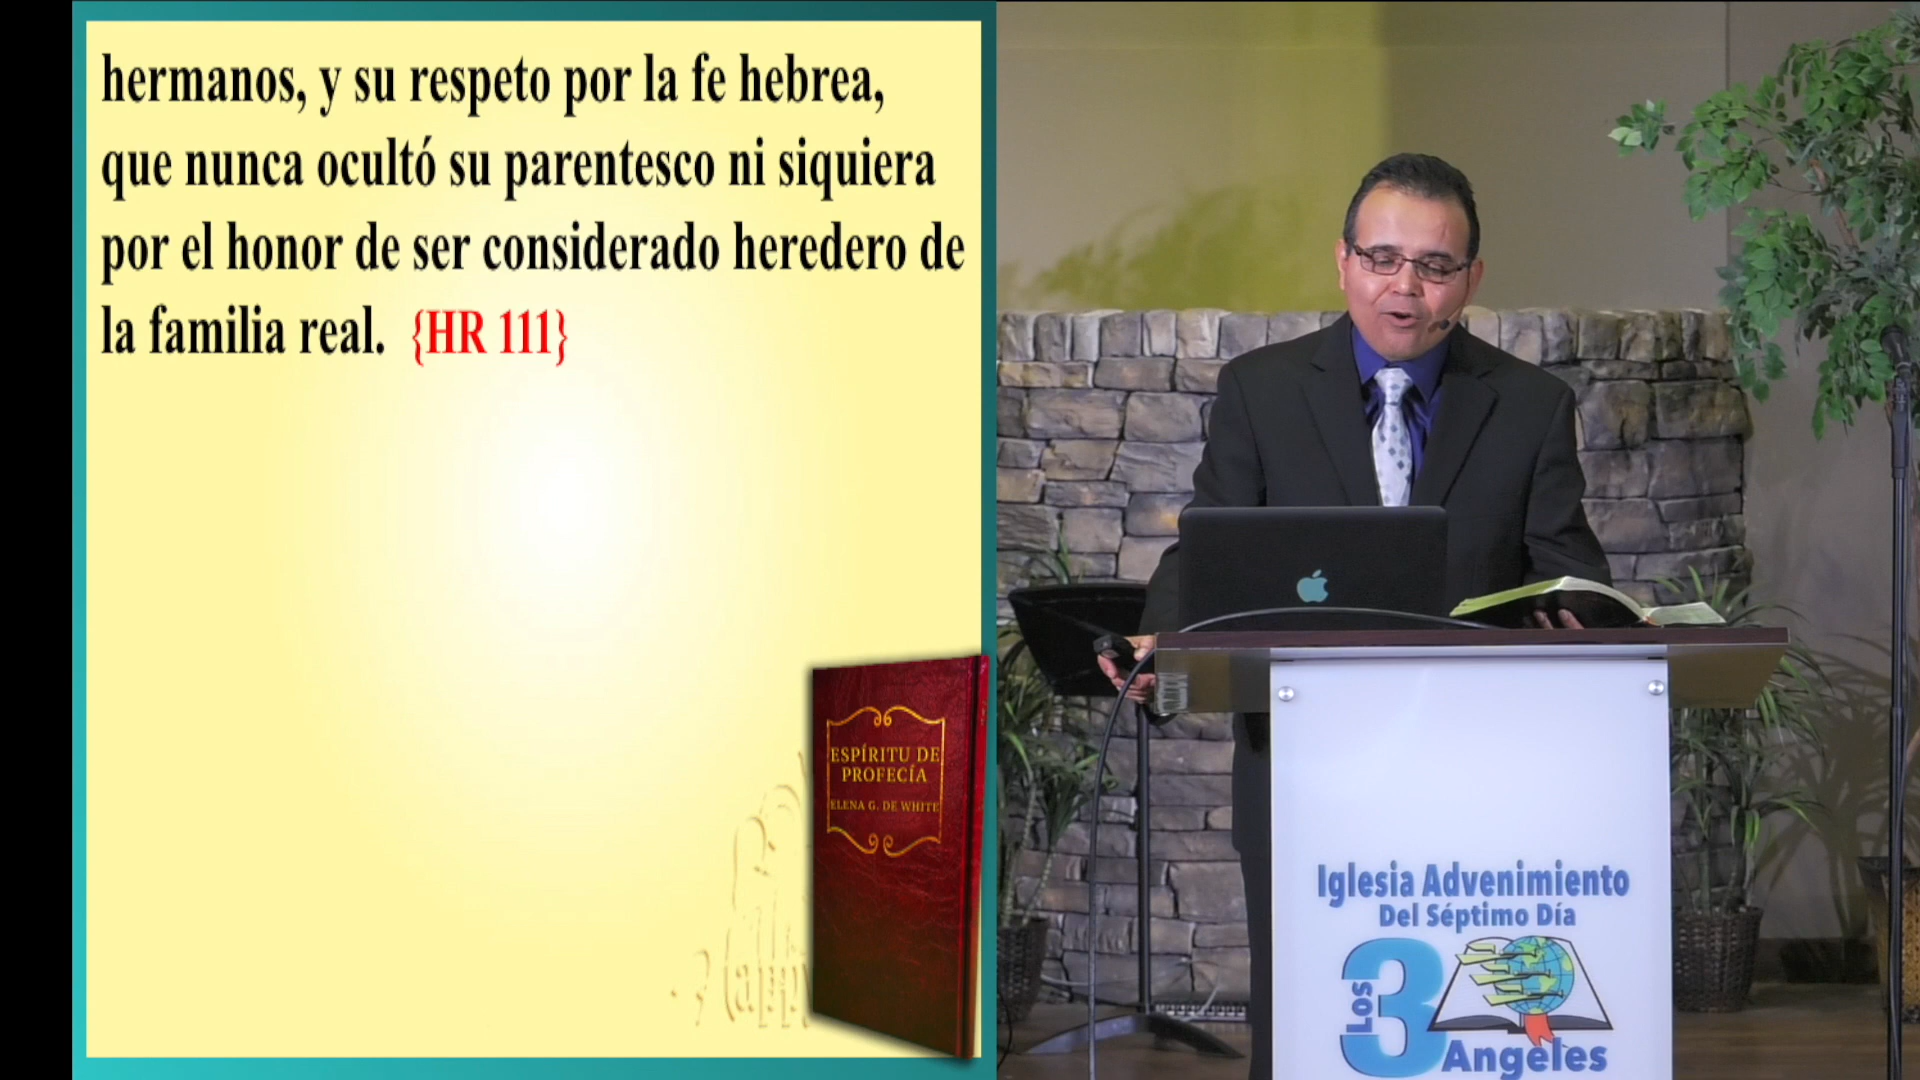 hermanos, y su respeto por la fe hebrea,
que nunca ocultó su parentesco ni siquiera
por el honor de ser considerado heredero de
la familia real. {HR 111}
ESPÍRITU DE
PROFECÍA
ELENA G. DE WHITE
Iglesia Advenimiento
Del Séptimo Día
Los 3
Angeles